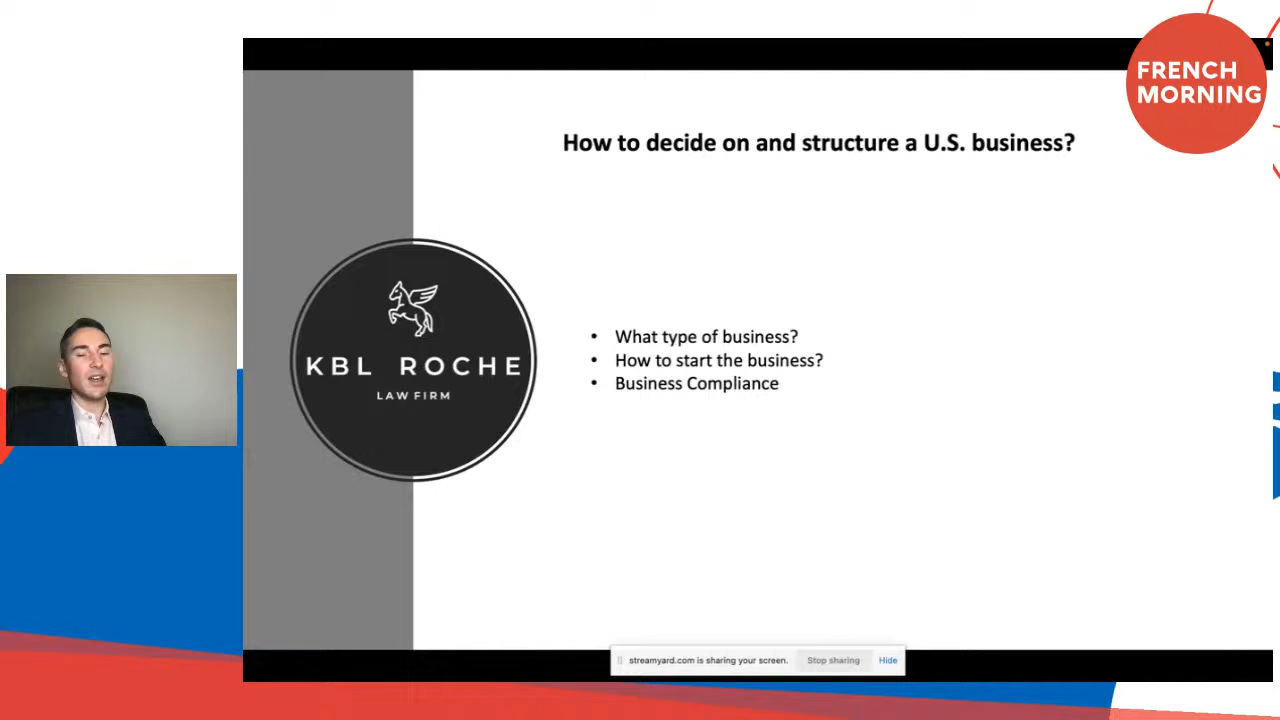 FRENCH
MORNING
How to decide on and structure a U.S. business?
KBL ROCHE
LAW FIRM
• What type of business?
• How to start the business?
• Business Compliance
streamyard.com is sharing your screen. Stop sharing Hide